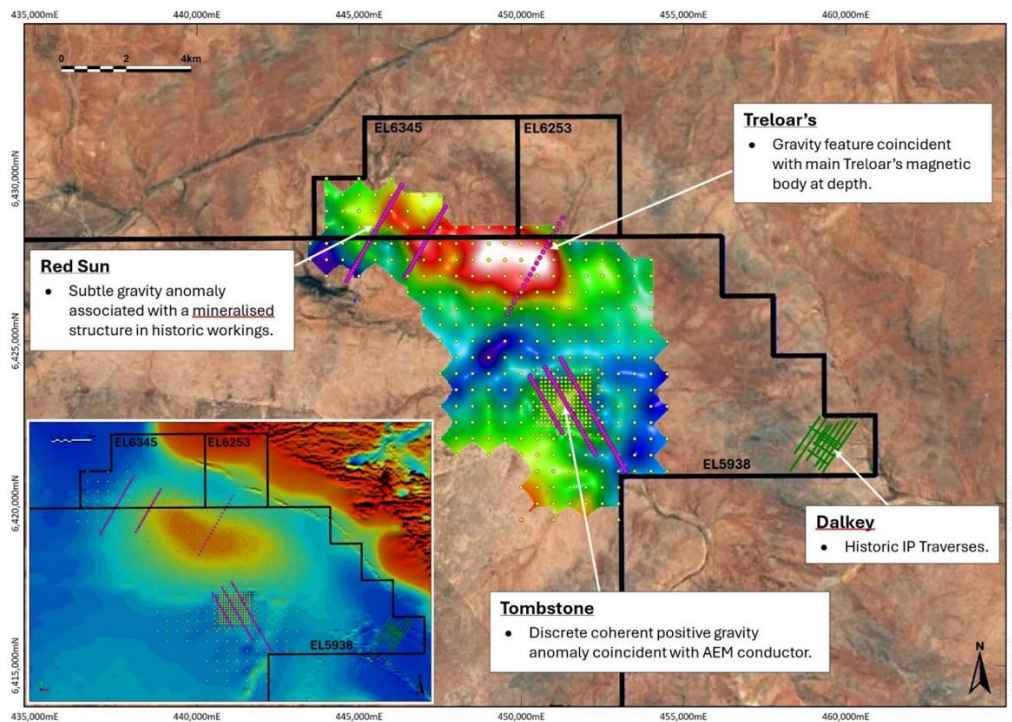 435,000mE 440,000mE 445,000mE 450,000mE 455,000mE 460,000mE
0 2 4km
EL6345 EL6253
Treloar's
• Gravity feature coincident
with main Treloar's magnetic
body at depth.
6,430,000mN
Red Sun
• Subtle gravity anomaly
associated with a mineralised
structure in historic workings.
6,425,000mN
EL6345 EL6253
EL5938
6,420,000mN
Dalkey
• Historic IP Traverses.
Tombstone
• Discrete coherent positive gravity
anomaly coincident with AEM conductor.
EL5938
6,415,000mN
N
435,000mE 440,000mE 445,000mE 450,000mE 455,000mE 460,000mE